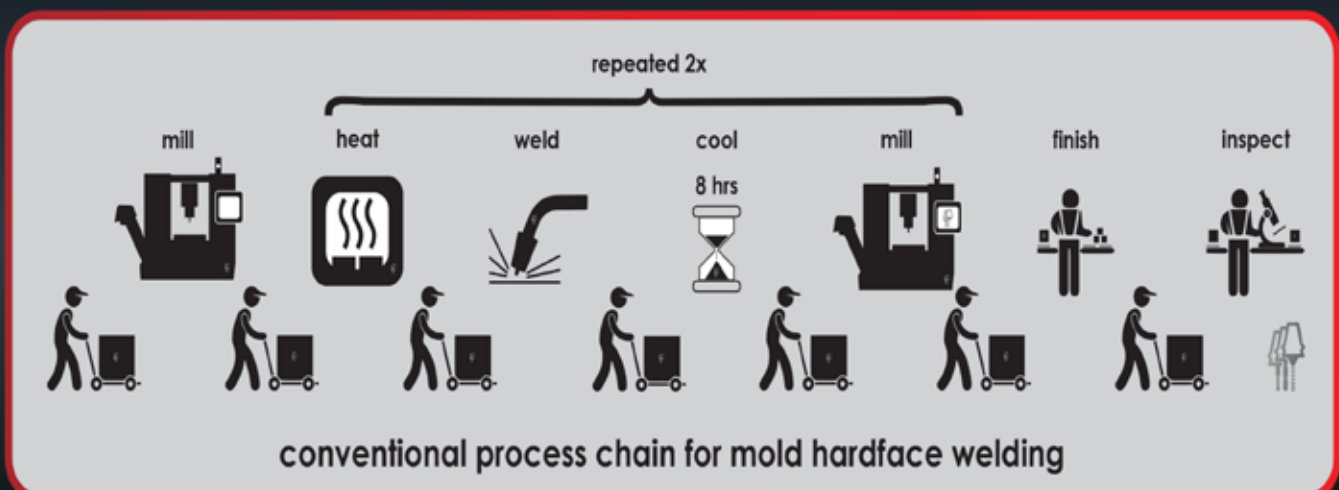 repeated 2x
mill heat weld cool mill finish inspect
8 hrs
conventional process chain for mold hardface welding